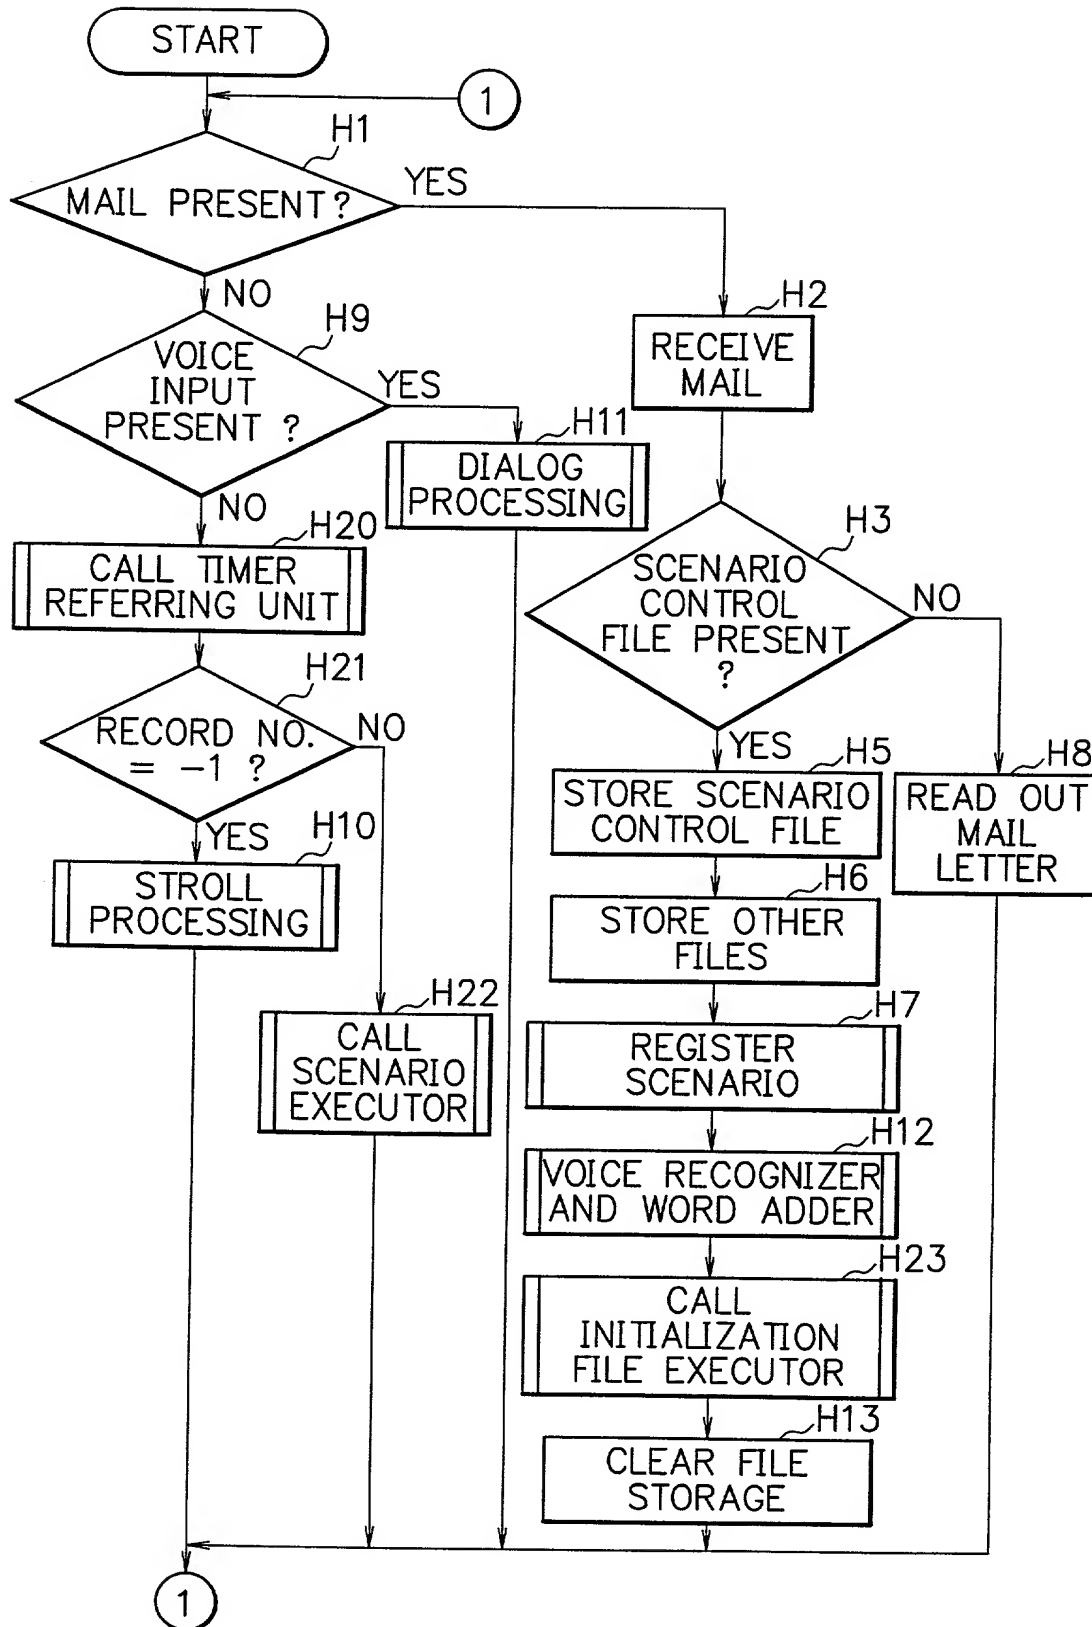 START
1
H1
MAIL PRESENT?
YES
NO
H9
VOICE
INPUT
PRESENT ?
YES
NO
H2
RECEIVE
MAIL
H11
DIALOG
PROCESSING
H20
CALL TIMER
REFERRING UNIT
H3
SCENARIO
CONTROL
FILE PRESENT
?
NO
YES
H21
RECORD NO.
= -1 ?
NO
YES
H5
STORE SCENARIO
CONTROL FILE
H8
READ OUT
MAIL
LETTER
H10
STROLL
PROCESSING
H6
STORE OTHER
FILES
H22
CALL
SCENARIO
EXECUTOR
H7
REGISTER
SCENARIO
H12
VOICE RECOGNIZER
AND WORD ADDER
H23
CALL
INITIALIZATION
FILE EXECUTOR
H13
CLEAR FILE
STORAGE
1